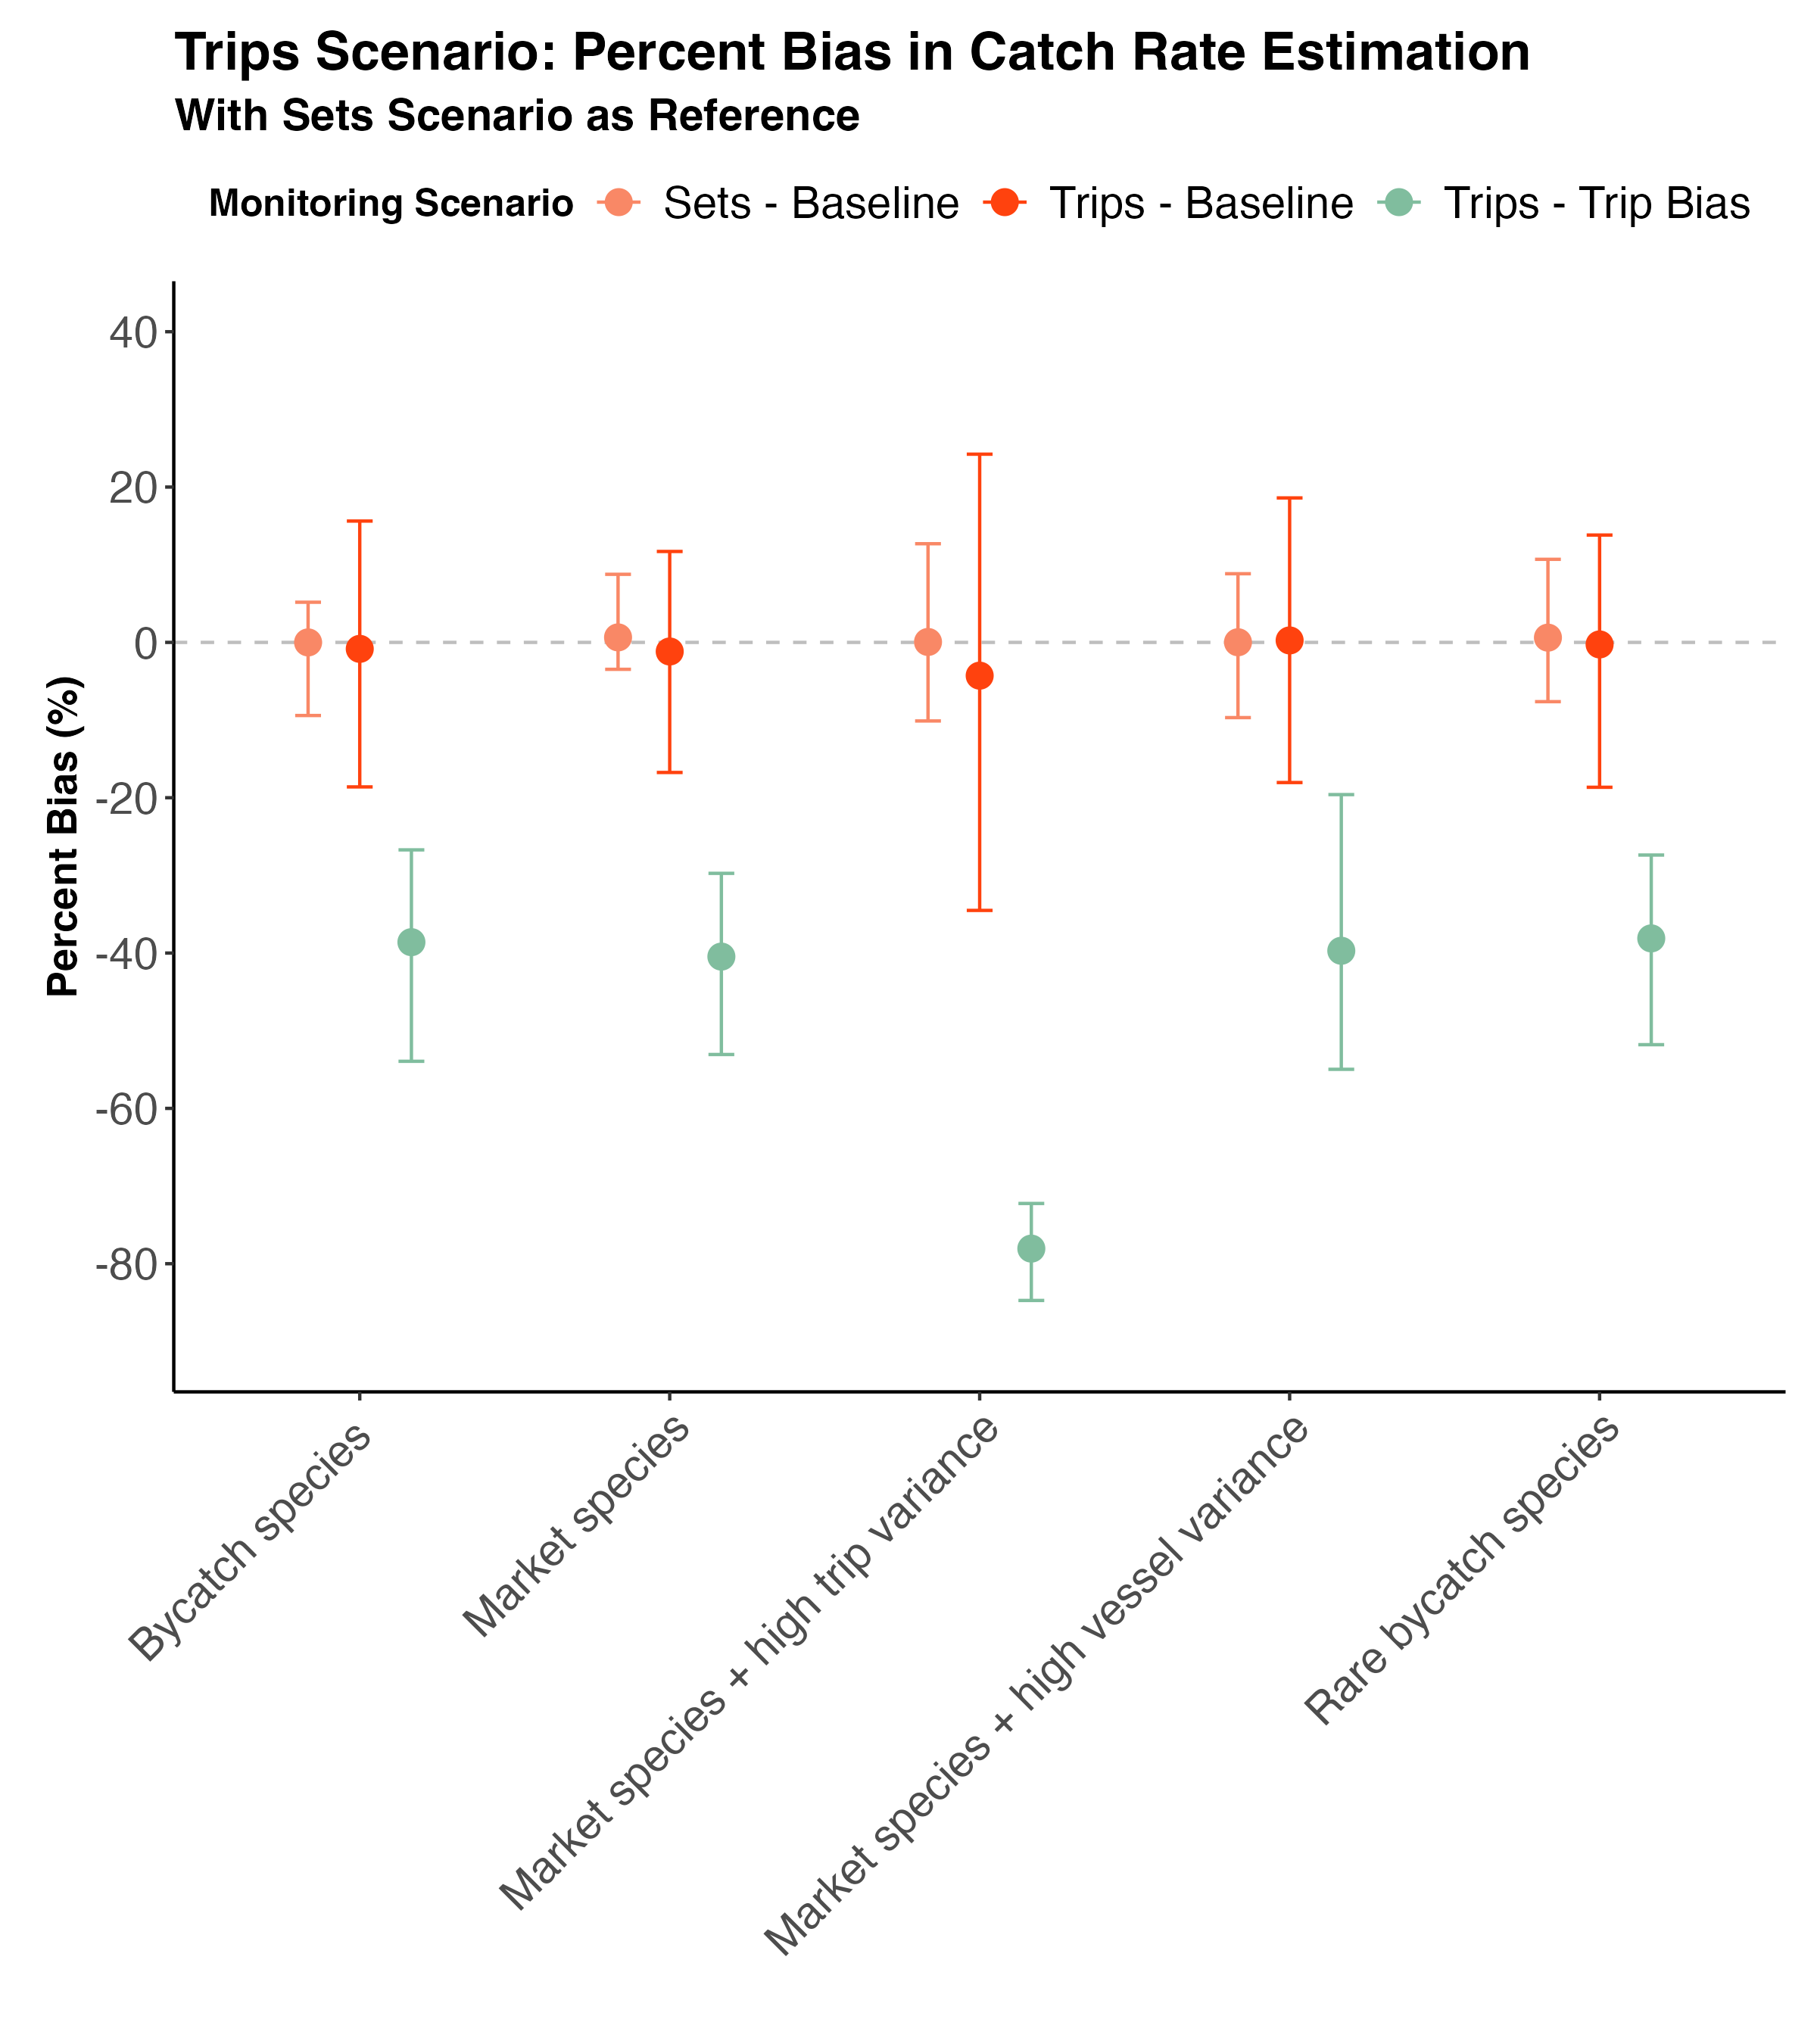 Trips Scenario: Percent Bias in Catch Rate Estimation
With Sets Scenario as Reference
Monitoring Scenario Sets - Baseline Trips - Baseline Trips - Trip Bias
Percent Bias (%)
40
20
0
-20
-40
-60
-80
Bycatch species
Market species
Market species + high trip variance
Market species + high vessel variance
Rare bycatch species